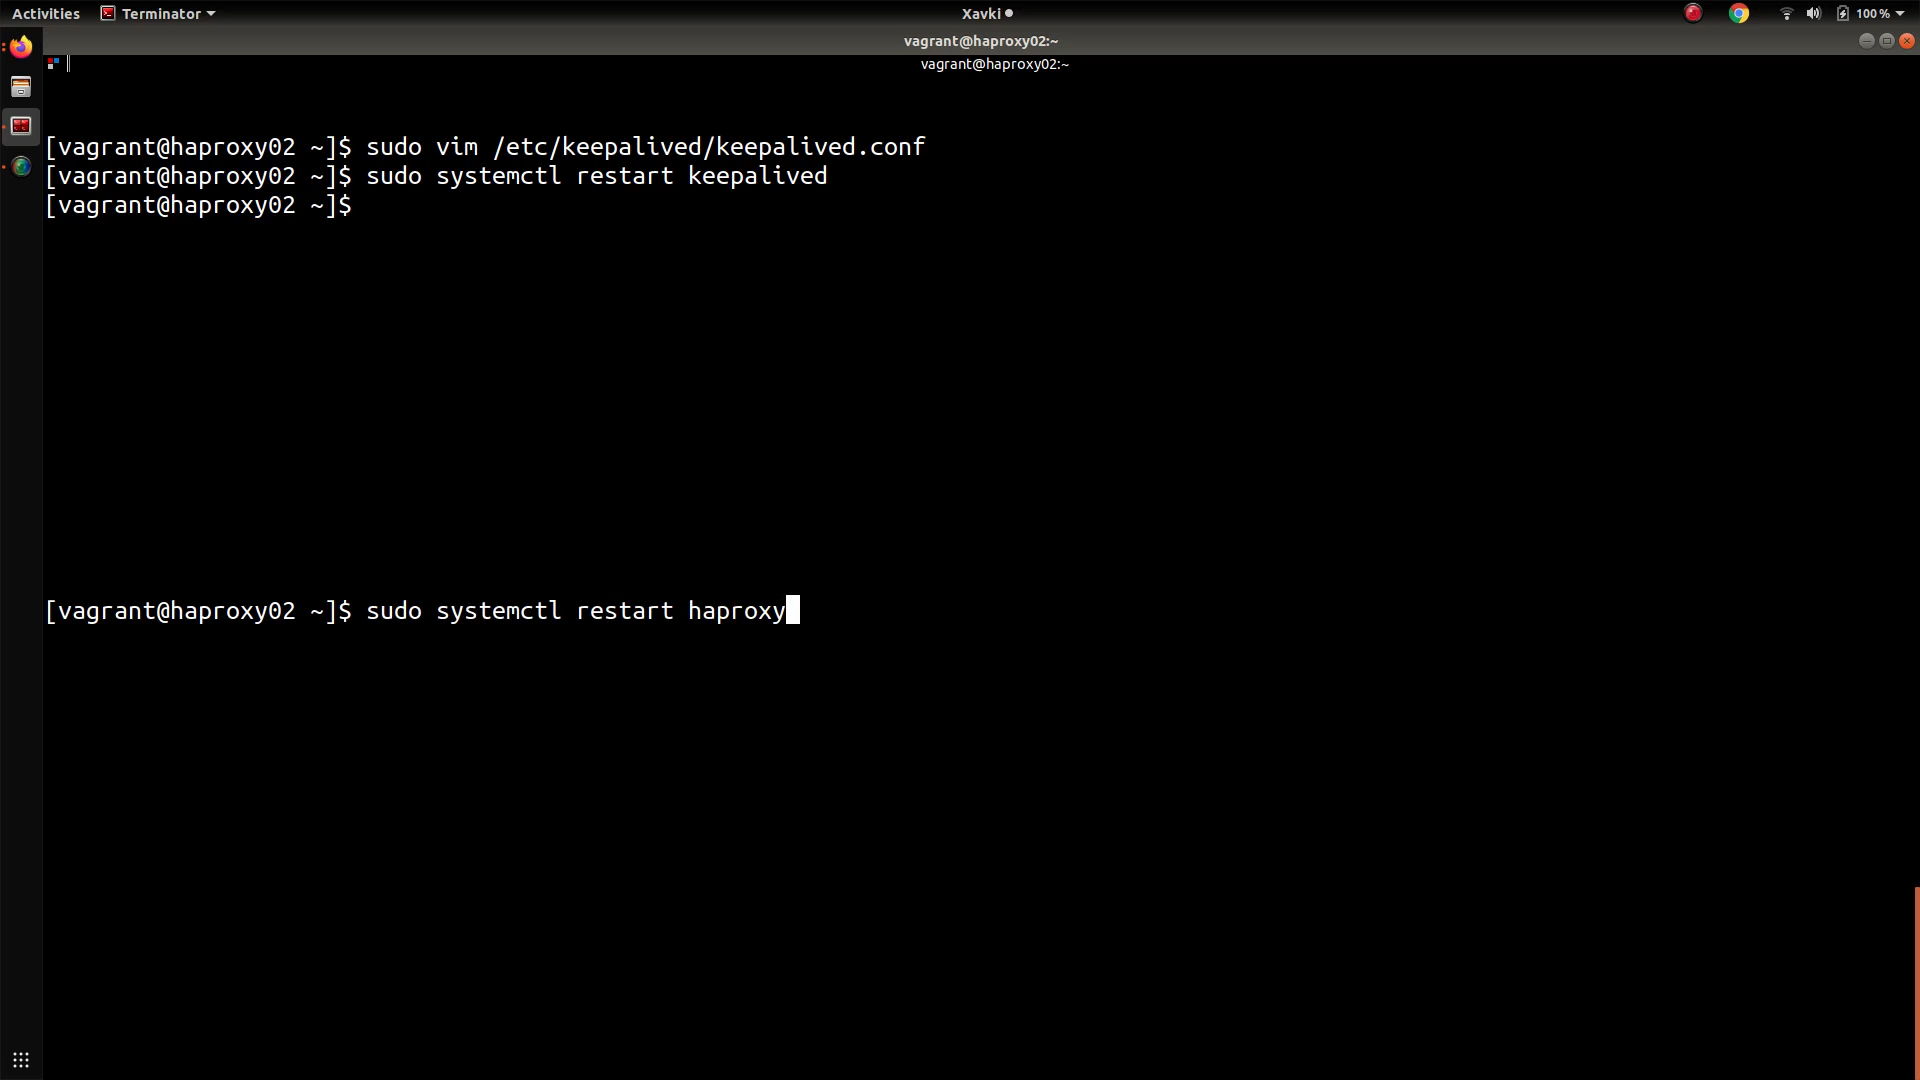 Activities Terminator Xavki 100 %
vagrant@haproxy02:~
vagrant@haproxy02:~
[vagrant@haproxy02 ~]$ sudo vim /etc/keepalived/keepalived.conf
[vagrant@haproxy02 ~]$ sudo systemctl restart keepalived
[vagrant@haproxy02 ~]$
[vagrant@haproxy02 ~]$ sudo systemctl restart haproxy